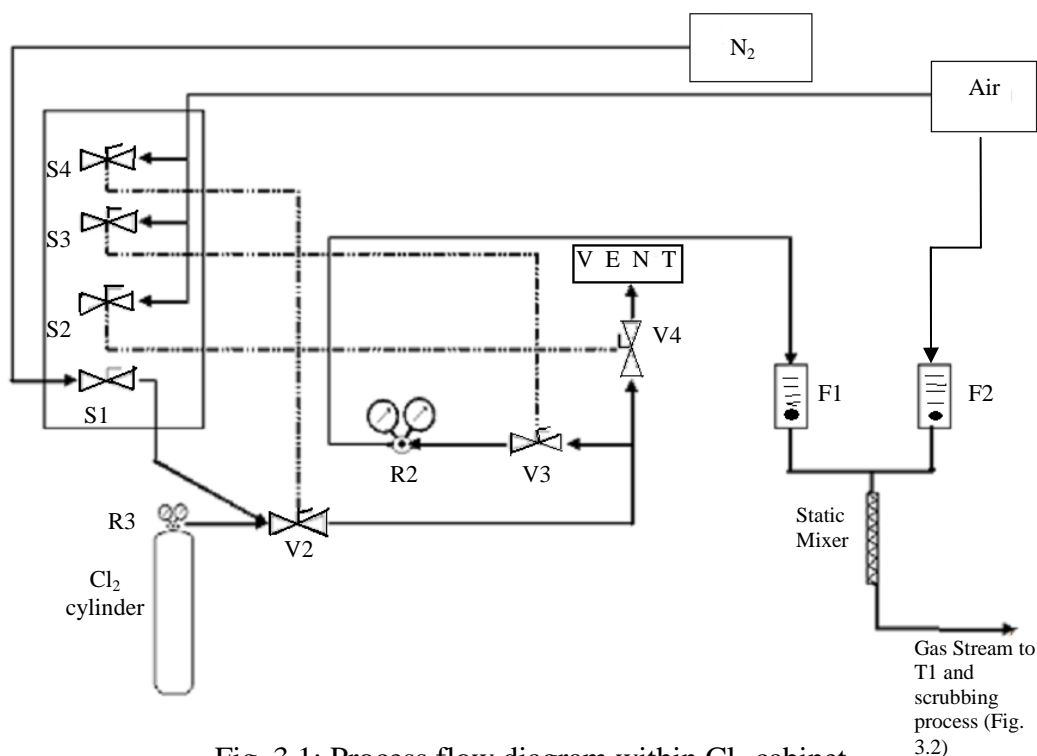 N₂
Air
S4
S3
V E N T
S2
V4
S1
F1
F2
R2
V3
R3
V2
Static
Mixer
Cl₂
cylinder
Gas Stream to
T1 and
scrubbing
process (Fig.
3.2)
Fig. 3.1: Process flow diagram within Cl₂ cabinet